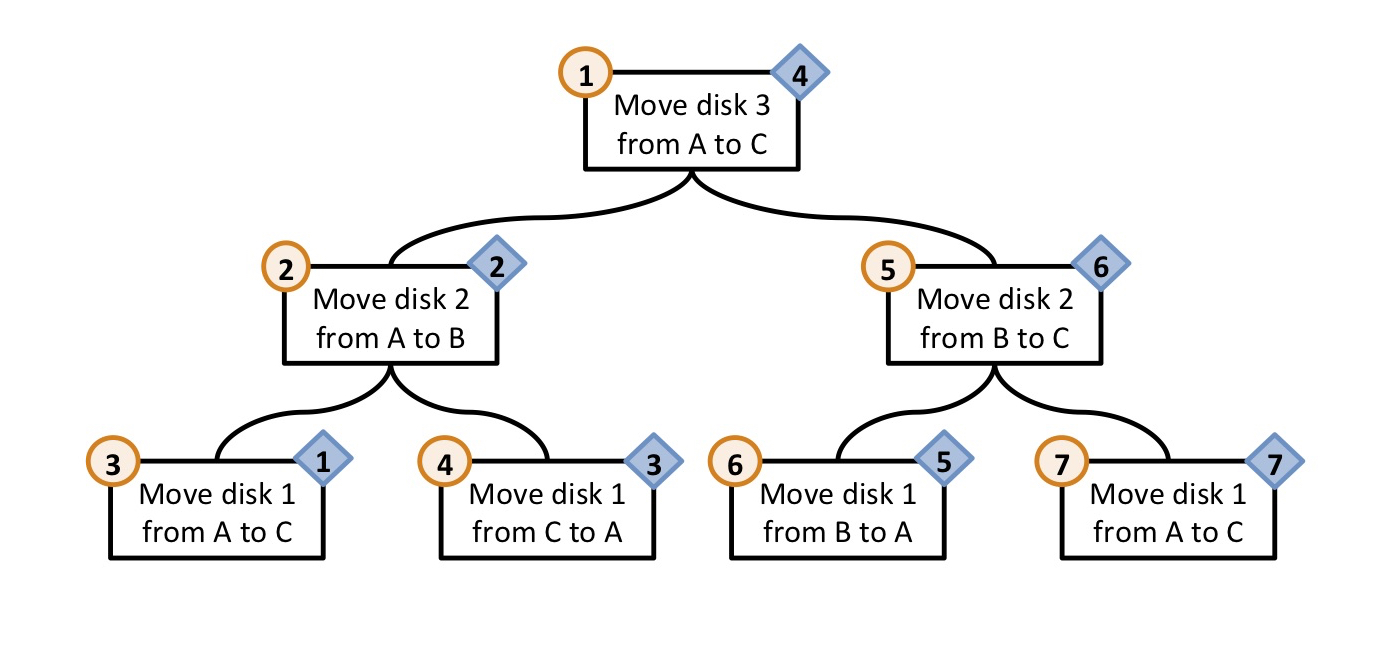 1 4
Move disk 3
from A to C
2 2
Move disk 2
from A to B
5 6
Move disk 2
from B to C
3 1
Move disk 1
from A to C
4 3
Move disk 1
from C to A
6 5
Move disk 1
from B to A
7 7
Move disk 1
from A to C